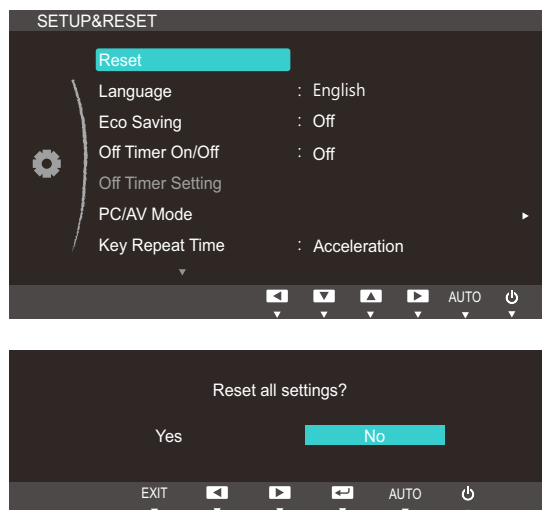 SETUP&RESET
Reset
Language : English
Eco Saving : Off
Off Timer On/Off : Off
Off Timer Setting
PC/AV Mode
Key Repeat Time : Acceleration
AUTO
Reset all settings?
Yes No
EXIT AUTO